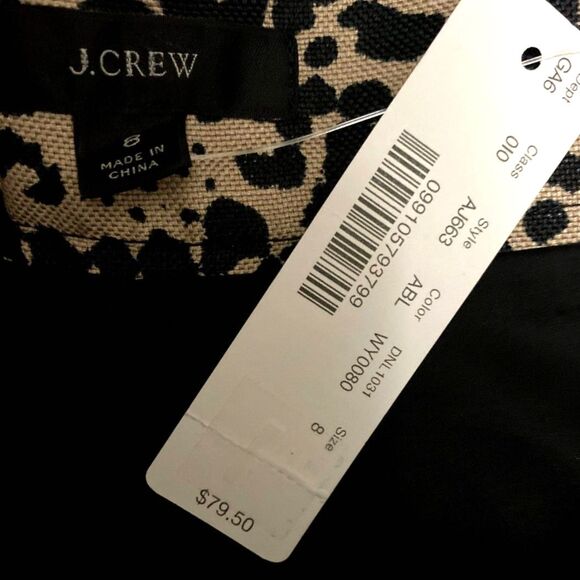 J.CREW
8
MADE IN
CHINA
Dept
GA6
Class
010
Style
AJ663
099105793799
Color
ABL
DNL1031
WY0080
Size
8
$79.50